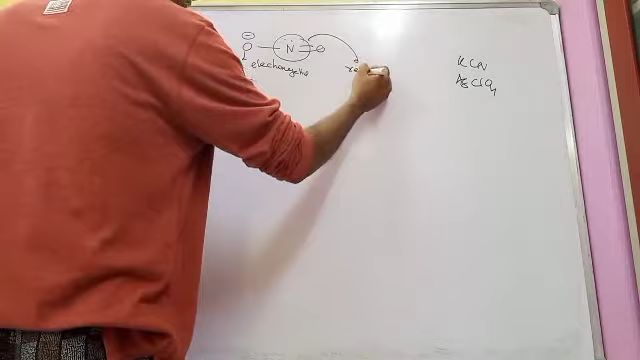 ⊖
O — N̈ = O
electronegative
KCN
AgClO4